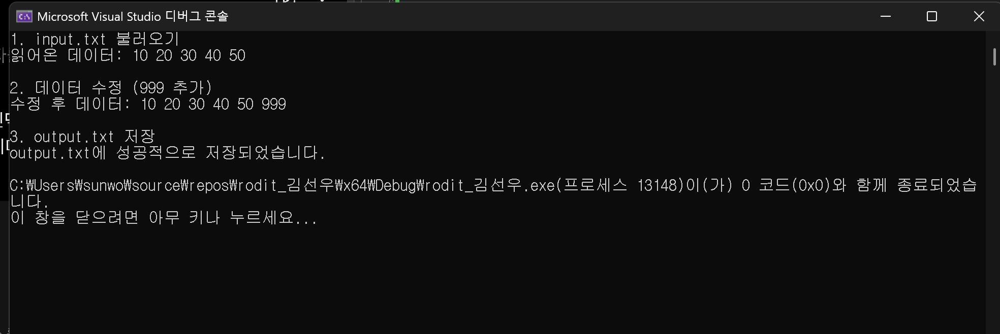 Microsoft Visual Studio 디버그 콘솔
1. input.txt 불러오기
읽어온 데이터: 10 20 30 40 50
2. 데이터 수정 (999 추가)
수정 후 데이터: 10 20 30 40 50 999
3. output.txt 저장
output.txt에 성공적으로 저장되었습니다.
C:₩Users₩sunwo₩source₩repos₩rodit_김선우₩x64₩Debug₩rodit_김선우.exe(프로세스 13148)이(가) 0 코드(0x0)와 함께 종료되었습
니다.
이 창을 닫으려면 아무 키나 누르세요...